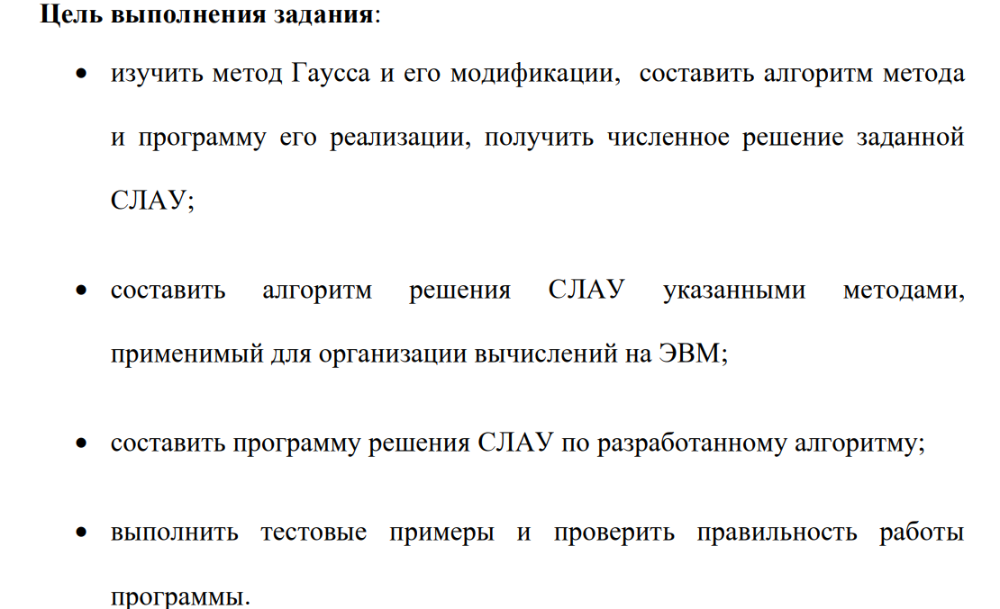 Цель выполнения задания:
• изучить метод Гаусса и его модификации, составить алгоритм метода
и программу его реализации, получить численное решение заданной
СЛАУ;
• составить алгоритм решения СЛАУ указанными методами,
применимый для организации вычислений на ЭВМ;
• составить программу решения СЛАУ по разработанному алгоритму;
• выполнить тестовые примеры и проверить правильность работы
программы.